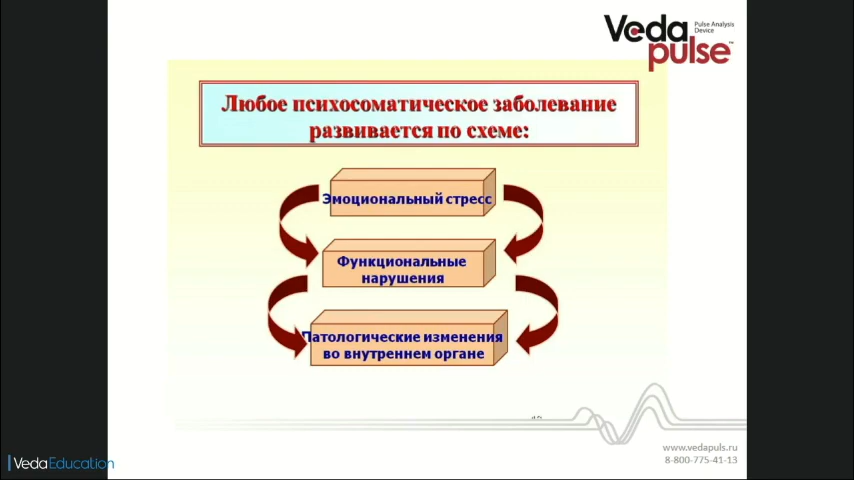 Veda
Pulse Analysis
Device
pulse™
Любое психосоматическое заболевание
развивается по схеме:
Эмоциональный стресс
Функциональные
нарушения
Патологические изменения
во внутреннем органе
www.vedapuls.ru
8-800-775-41-13
VedaEducation